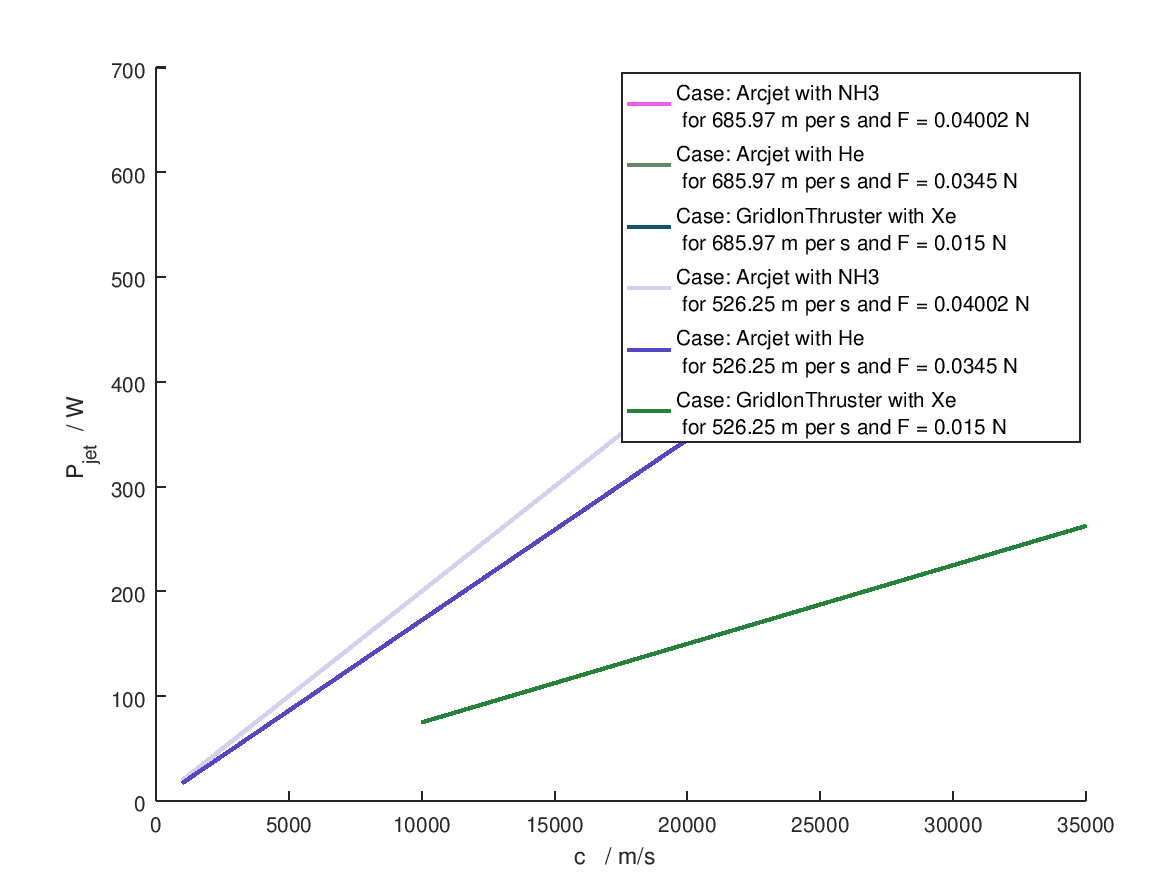 700
600
500
400
300
200
100
0
P_jet / W
Case: Arcjet with NH3
for 685.97 m per s and F = 0.04002 N
Case: Arcjet with He
for 685.97 m per s and F = 0.0345 N
Case: GridIonThruster with Xe
for 685.97 m per s and F = 0.015 N
Case: Arcjet with NH3
for 526.25 m per s and F = 0.04002 N
Case: Arcjet with He
for 526.25 m per s and F = 0.0345 N
Case: GridIonThruster with Xe
for 526.25 m per s and F = 0.015 N
0 5000 10000 15000 20000 25000 30000 35000
c / m/s